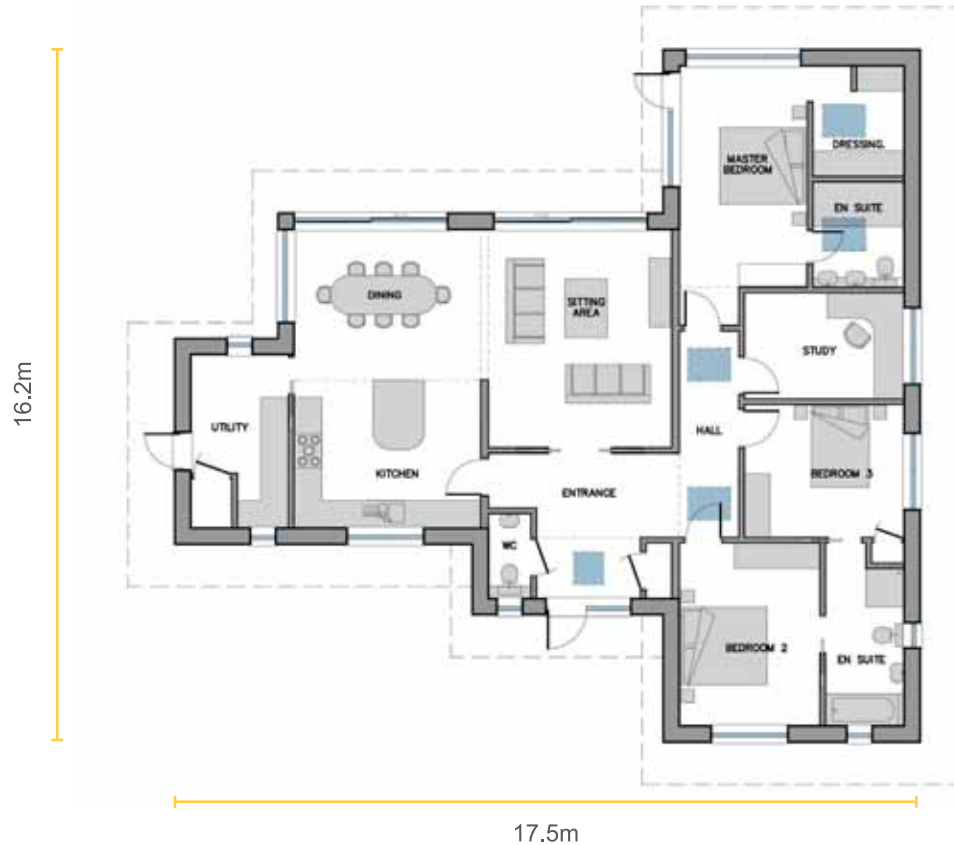 MASTER
BEDROOM
DRESSING.
EN SUITE
DINING
SITTING
AREA
STUDY
UTILITY
HALL
KITCHEN
BEDROOM 3
ENTRANCE
WC
BEDROOM 2
EN SUITE
16.2m
17.5m